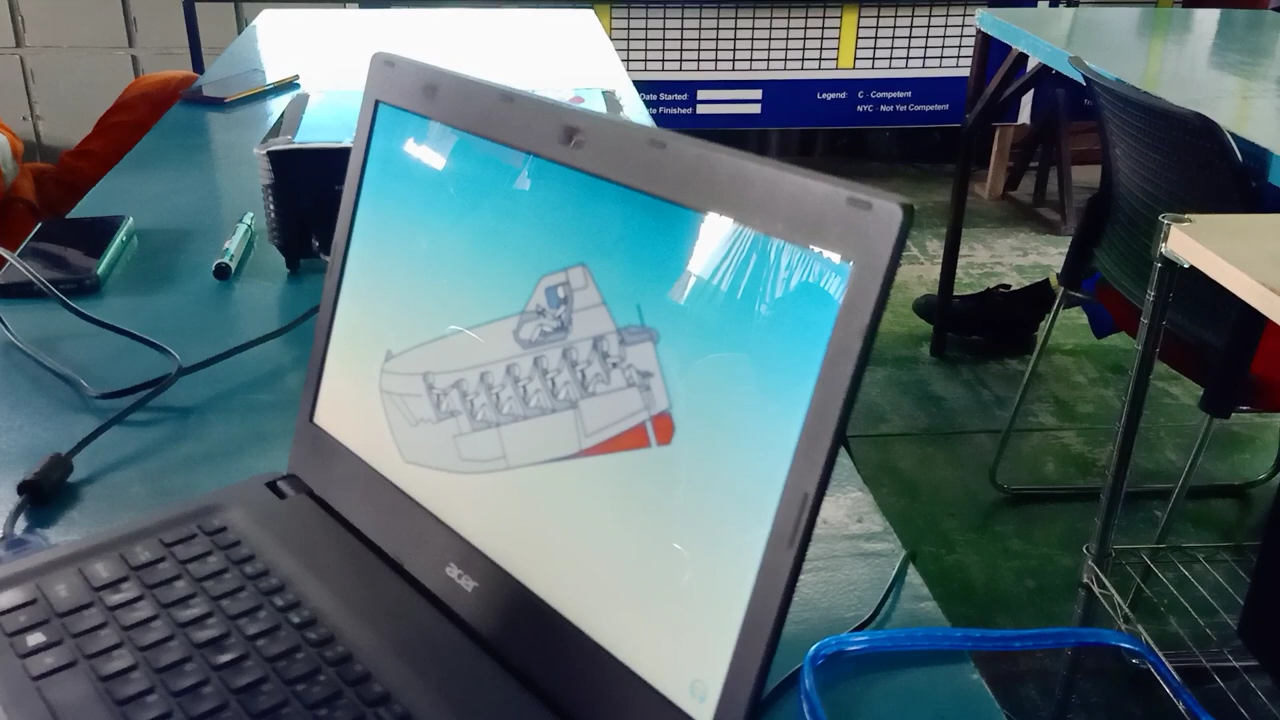 Date Started:
Date Finished:
Legend: C - Competent
NYC - Not Yet Competent
acer